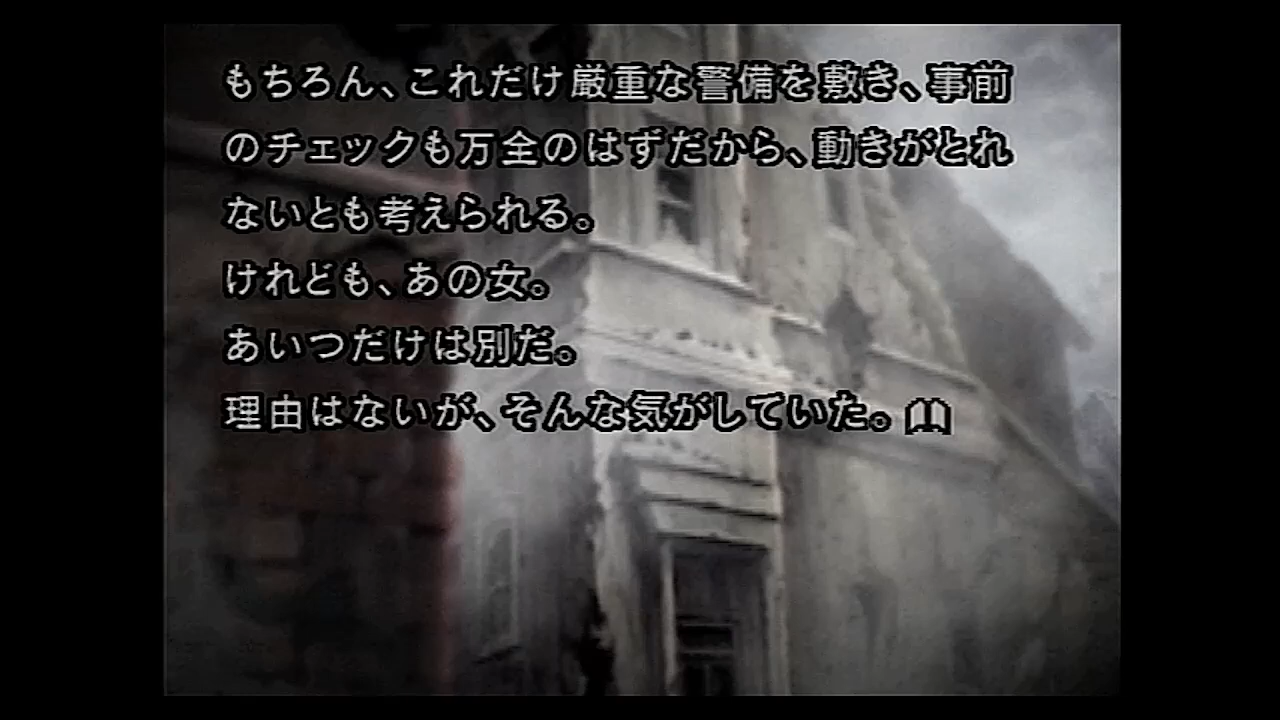 もちろん、これだけ厳重な警備を敷き、事前
のチェックも万全のはずだから、動きがとれ
ないとも考えられる。
けれども、あの女。
あいつだけは別だ。
理由はないが、そんな気がしていた。